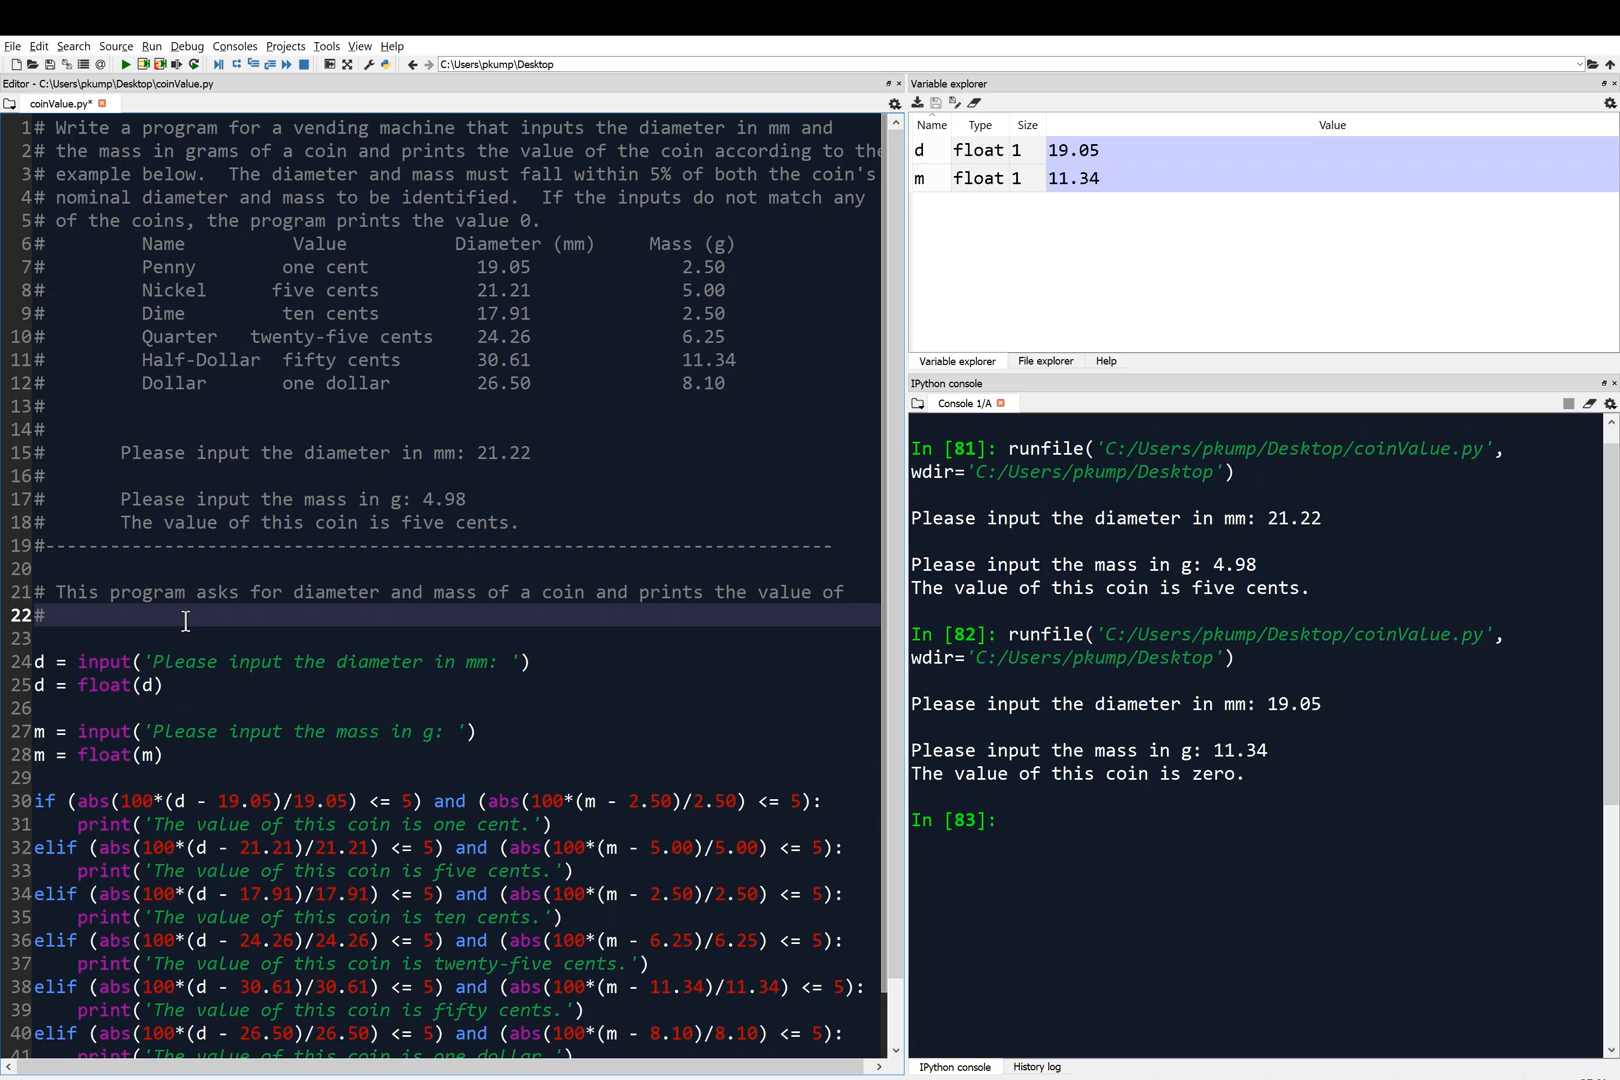 File Edit Search Source Run Debug Consoles Projects Tools View Help
C:\Users\pkump\Desktop
Editor - C:\Users\pkump\Desktop\coinValue.py
coinValue.py*
1# Write a program for a vending machine that inputs the diameter in mm and
2# the mass in grams of a coin and prints the value of the coin according to the
3# example below.  The diameter and mass must fall within 5% of both the coin's
4# nominal diameter and mass to be identified.  If the inputs do not match any
5# of the coins, the program prints the value 0.
6# Name Value Diameter (mm) Mass (g)
7# Penny one cent 19.05 2.50
8# Nickel five cents 21.21 5.00
9# Dime ten cents 17.91 2.50
10# Quarter twenty-five cents 24.26 6.25
11# Half-Dollar fifty cents 30.61 11.34
12# Dollar one dollar 26.50 8.10
13#
14#
15# Please input the diameter in mm: 21.22
16#
17# Please input the mass in g: 4.98
18# The value of this coin is five cents.
19#-------------------------------------------------------------------------
20
21# This program asks for diameter and mass of a coin and prints the value of
22#
23
24d = input('Please input the diameter in mm: ')
25d = float(d)
26
27m = input('Please input the mass in g: ')
28m = float(m)
29
30if (abs(100*(d - 19.05)/19.05) <= 5) and (abs(100*(m - 2.50)/2.50) <= 5):
31    print('The value of this coin is one cent.')
32elif (abs(100*(d - 21.21)/21.21) <= 5) and (abs(100*(m - 5.00)/5.00) <= 5):
33    print('The value of this coin is five cents.')
34elif (abs(100*(d - 17.91)/17.91) <= 5) and (abs(100*(m - 2.50)/2.50) <= 5):
35    print('The value of this coin is ten cents.')
36elif (abs(100*(d - 24.26)/24.26) <= 5) and (abs(100*(m - 6.25)/6.25) <= 5):
37    print('The value of this coin is twenty-five cents.')
38elif (abs(100*(d - 30.61)/30.61) <= 5) and (abs(100*(m - 11.34)/11.34) <= 5):
39    print('The value of this coin is fifty cents.')
40elif (abs(100*(d - 26.50)/26.50) <= 5) and (abs(100*(m - 8.10)/8.10) <= 5):
41    print('The value of this coin is one dollar.')
Variable explorer
Name Type Size Value
d float 1 19.05
m float 1 11.34
Variable explorer File explorer Help
IPython console
Console 1/A
In [81]: runfile('C:/Users/pkump/Desktop/coinValue.py',
wdir='C:/Users/pkump/Desktop')
Please input the diameter in mm: 21.22
Please input the mass in g: 4.98
The value of this coin is five cents.
In [82]: runfile('C:/Users/pkump/Desktop/coinValue.py',
wdir='C:/Users/pkump/Desktop')
Please input the diameter in mm: 19.05
Please input the mass in g: 11.34
The value of this coin is zero.
In [83]:
IPython console History log